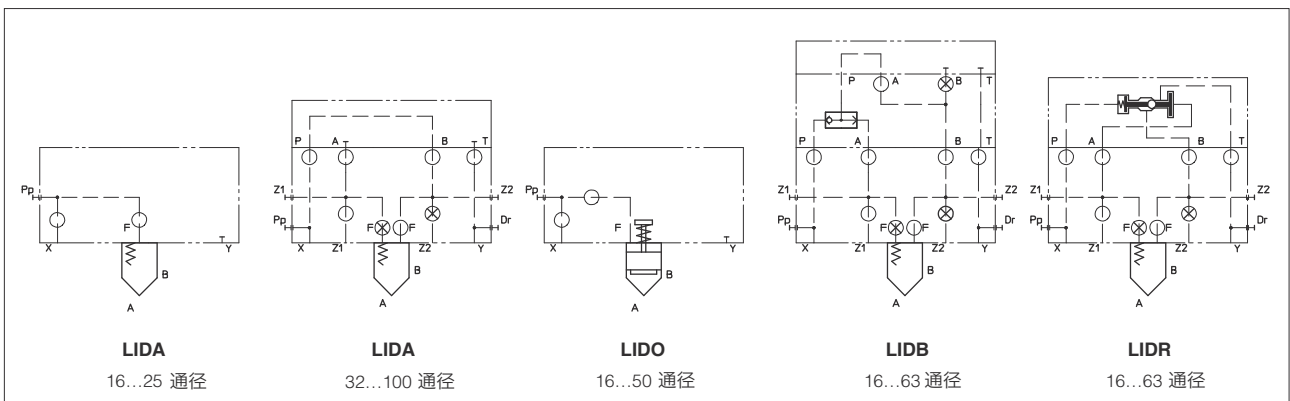 P A B T
P A B T
P A B T
P A B T
Pp F
X Y
B
A
Z1 Z2
Pp F F Dr
Z1 Z2 Y
X
B
A
Pp F
X Y
B
A
Z1 Z2
Pp F F Dr
X Z1 Z2 Y
B
A
Z1 Z2
Pp F F Dr
X Z1 Z2 Y
B
A
LIDA LIDA LIDO LIDB LIDR
16...25 通径 32...100 通径 16...50 通径 16...63 通径 16...63 通径